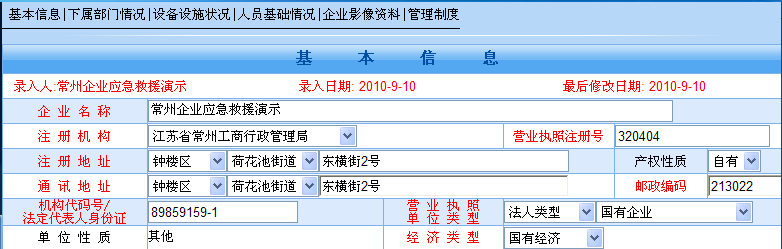 基本信息|下属部门情况|设备设施状况|人员基础情况|企业影像资料|管理制度
基 本 信 息
录入人:常州企业应急救援演示 录入日期: 2010-9-10 最后修改日期: 2010-9-10
企 业 名 称 常州企业应急救援演示
注 册 机 构 江苏省常州工商行政管理局 营业执照注册号 320404
注 册 地 址 钟楼区 荷花池街道 东横街2号 产权性质 自有
通 讯 地 址 钟楼区 荷花池街道 东横街2号 邮政编码 213022
机构代码号/
法定代表人身份证 89859159-1 营 业 执 照
单 位 类 型 法人类型 国有企业
单 位 性 质 其他 经 济 类 型 国有经济